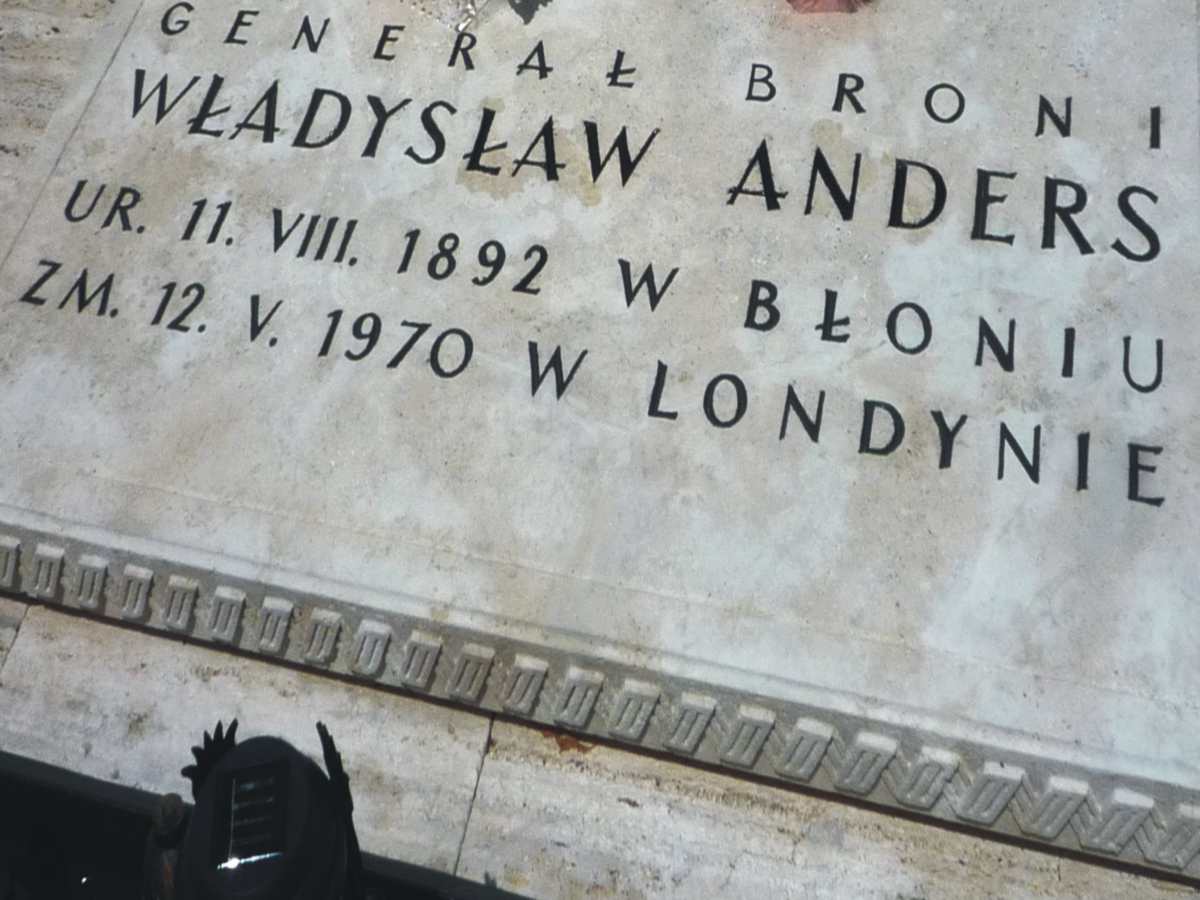 GENERAŁ BRONI
WŁADYSŁAW ANDERS
UR. 11. VIII. 1892 W BŁONIU
ZM. 12. V. 1970 W LONDYNIE